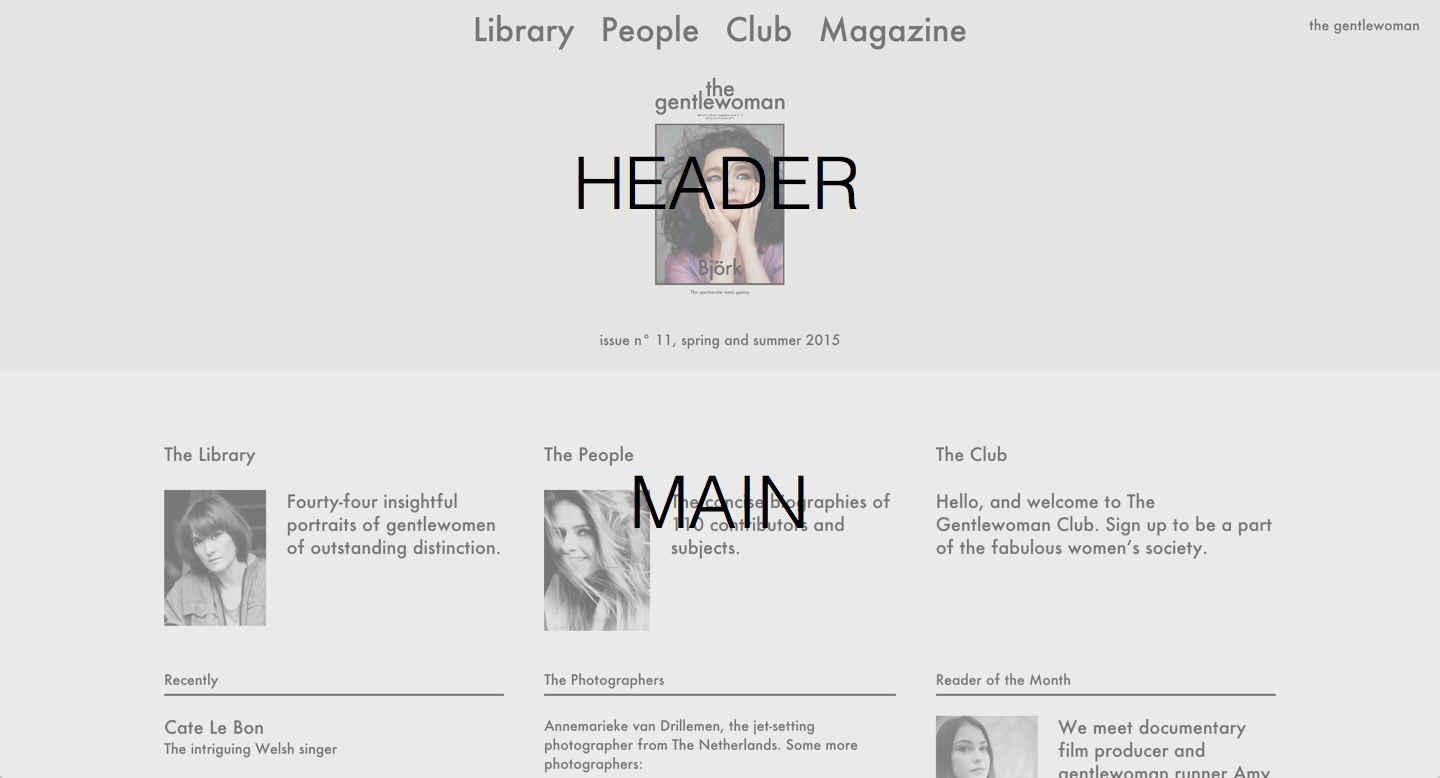 Library People Club Magazine
the gentlewoman
the
gentlewoman
HEADER
Björk
The spectacular sonic genius
issue n° 11, spring and summer 2015
The Library
The People
The Club
MAIN
Fourty-four insightful
portraits of gentlewomen
of outstanding distinction.
The concise biographies of
110 contributors and
subjects.
Hello, and welcome to The
Gentlewoman Club. Sign up to be a part
of the fabulous women's society.
Recently
Cate Le Bon
The intriguing Welsh singer
The Photographers
Annemarieke van Drillemen, the jet-setting
photographer from The Netherlands. Some more
photographers:
Reader of the Month
We meet documentary
film producer and
gentlewoman runner Amy